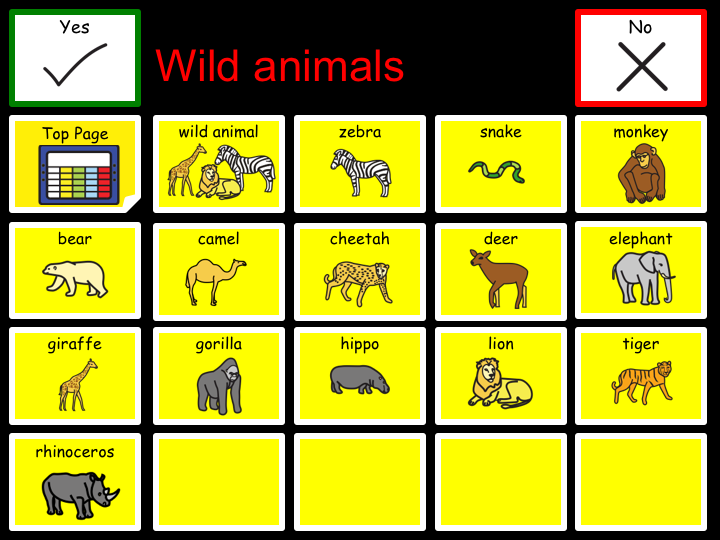 Yes
Wild animals
No
Top Page
wild animal
zebra
snake
monkey
bear
camel
cheetah
deer
elephant
giraffe
gorilla
hippo
lion
tiger
rhinoceros